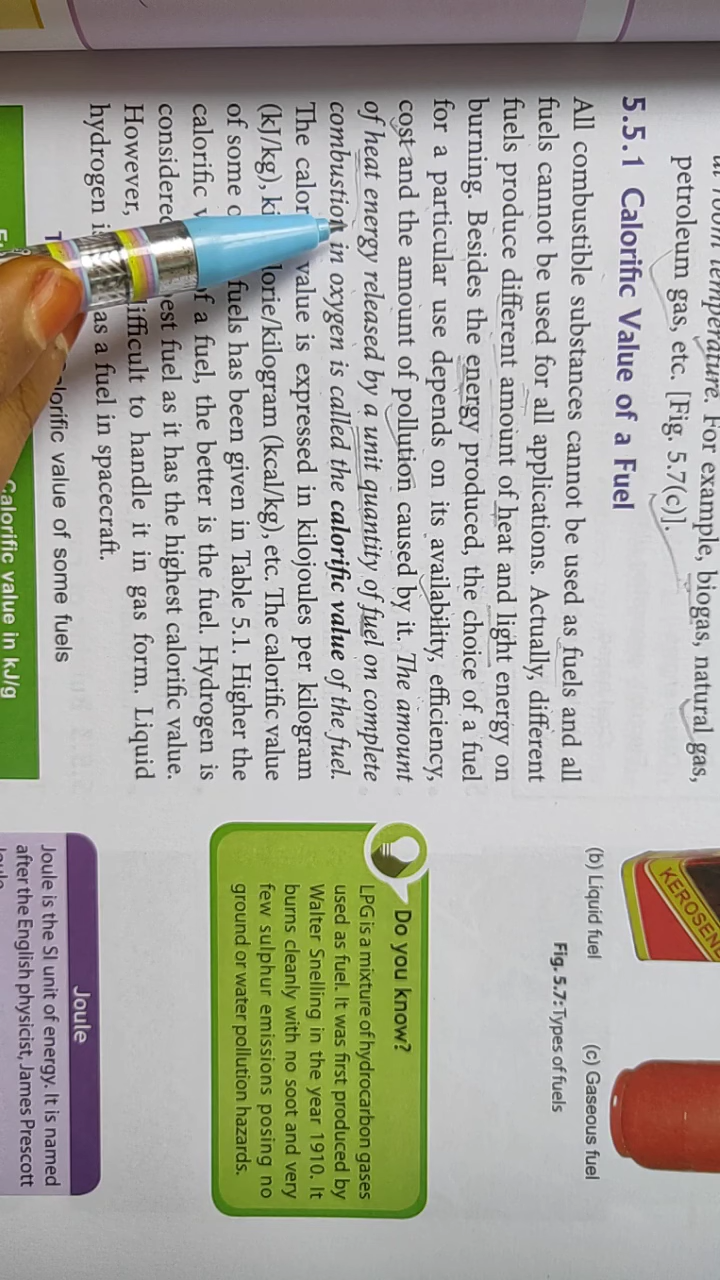 at room temperature. For example, biogas, natural gas,
petroleum gas, etc. [Fig. 5.7(c)].
5.5.1 Calorific Value of a Fuel
All combustible substances cannot be used as fuels and all
fuels cannot be used for all applications. Actually, different
fuels produce different amount of heat and light energy on
burning. Besides the energy produced, the choice of a fuel
for a particular use depends on its availability, efficiency,
cost and the amount of pollution caused by it. The amount
of heat energy released by a unit quantity of fuel on complete
combustion in oxygen is called the calorific value of the fuel.
The value is expressed in kilojoules per kilogram
(kJ/kg), (kcal/kg), etc. The calorific value
of some fuels has been given in Table 5.1. Higher the
calorific of a fuel, the better is the fuel. Hydrogen is
fuel as it has the highest calorific value.
However, difficult to handle it in gas form. Liquid
hydrogen as a fuel in spacecraft.
value of some fuels
Calorific value in kJ/g
KEROSENE
(b) Liquid fuel
(c) Gaseous fuel
Fig. 5.7: Types of fuels
Do you know?
LPG is a mixture of hydrocarbon gases
used as fuel. It was first produced by
Walter Snelling in the year 1910. It
burns cleanly with no soot and very
few sulphur emissions posing no
ground or water pollution hazards.
Joule
Joule is the SI unit of energy. It is named
after the English physicist, James Prescott